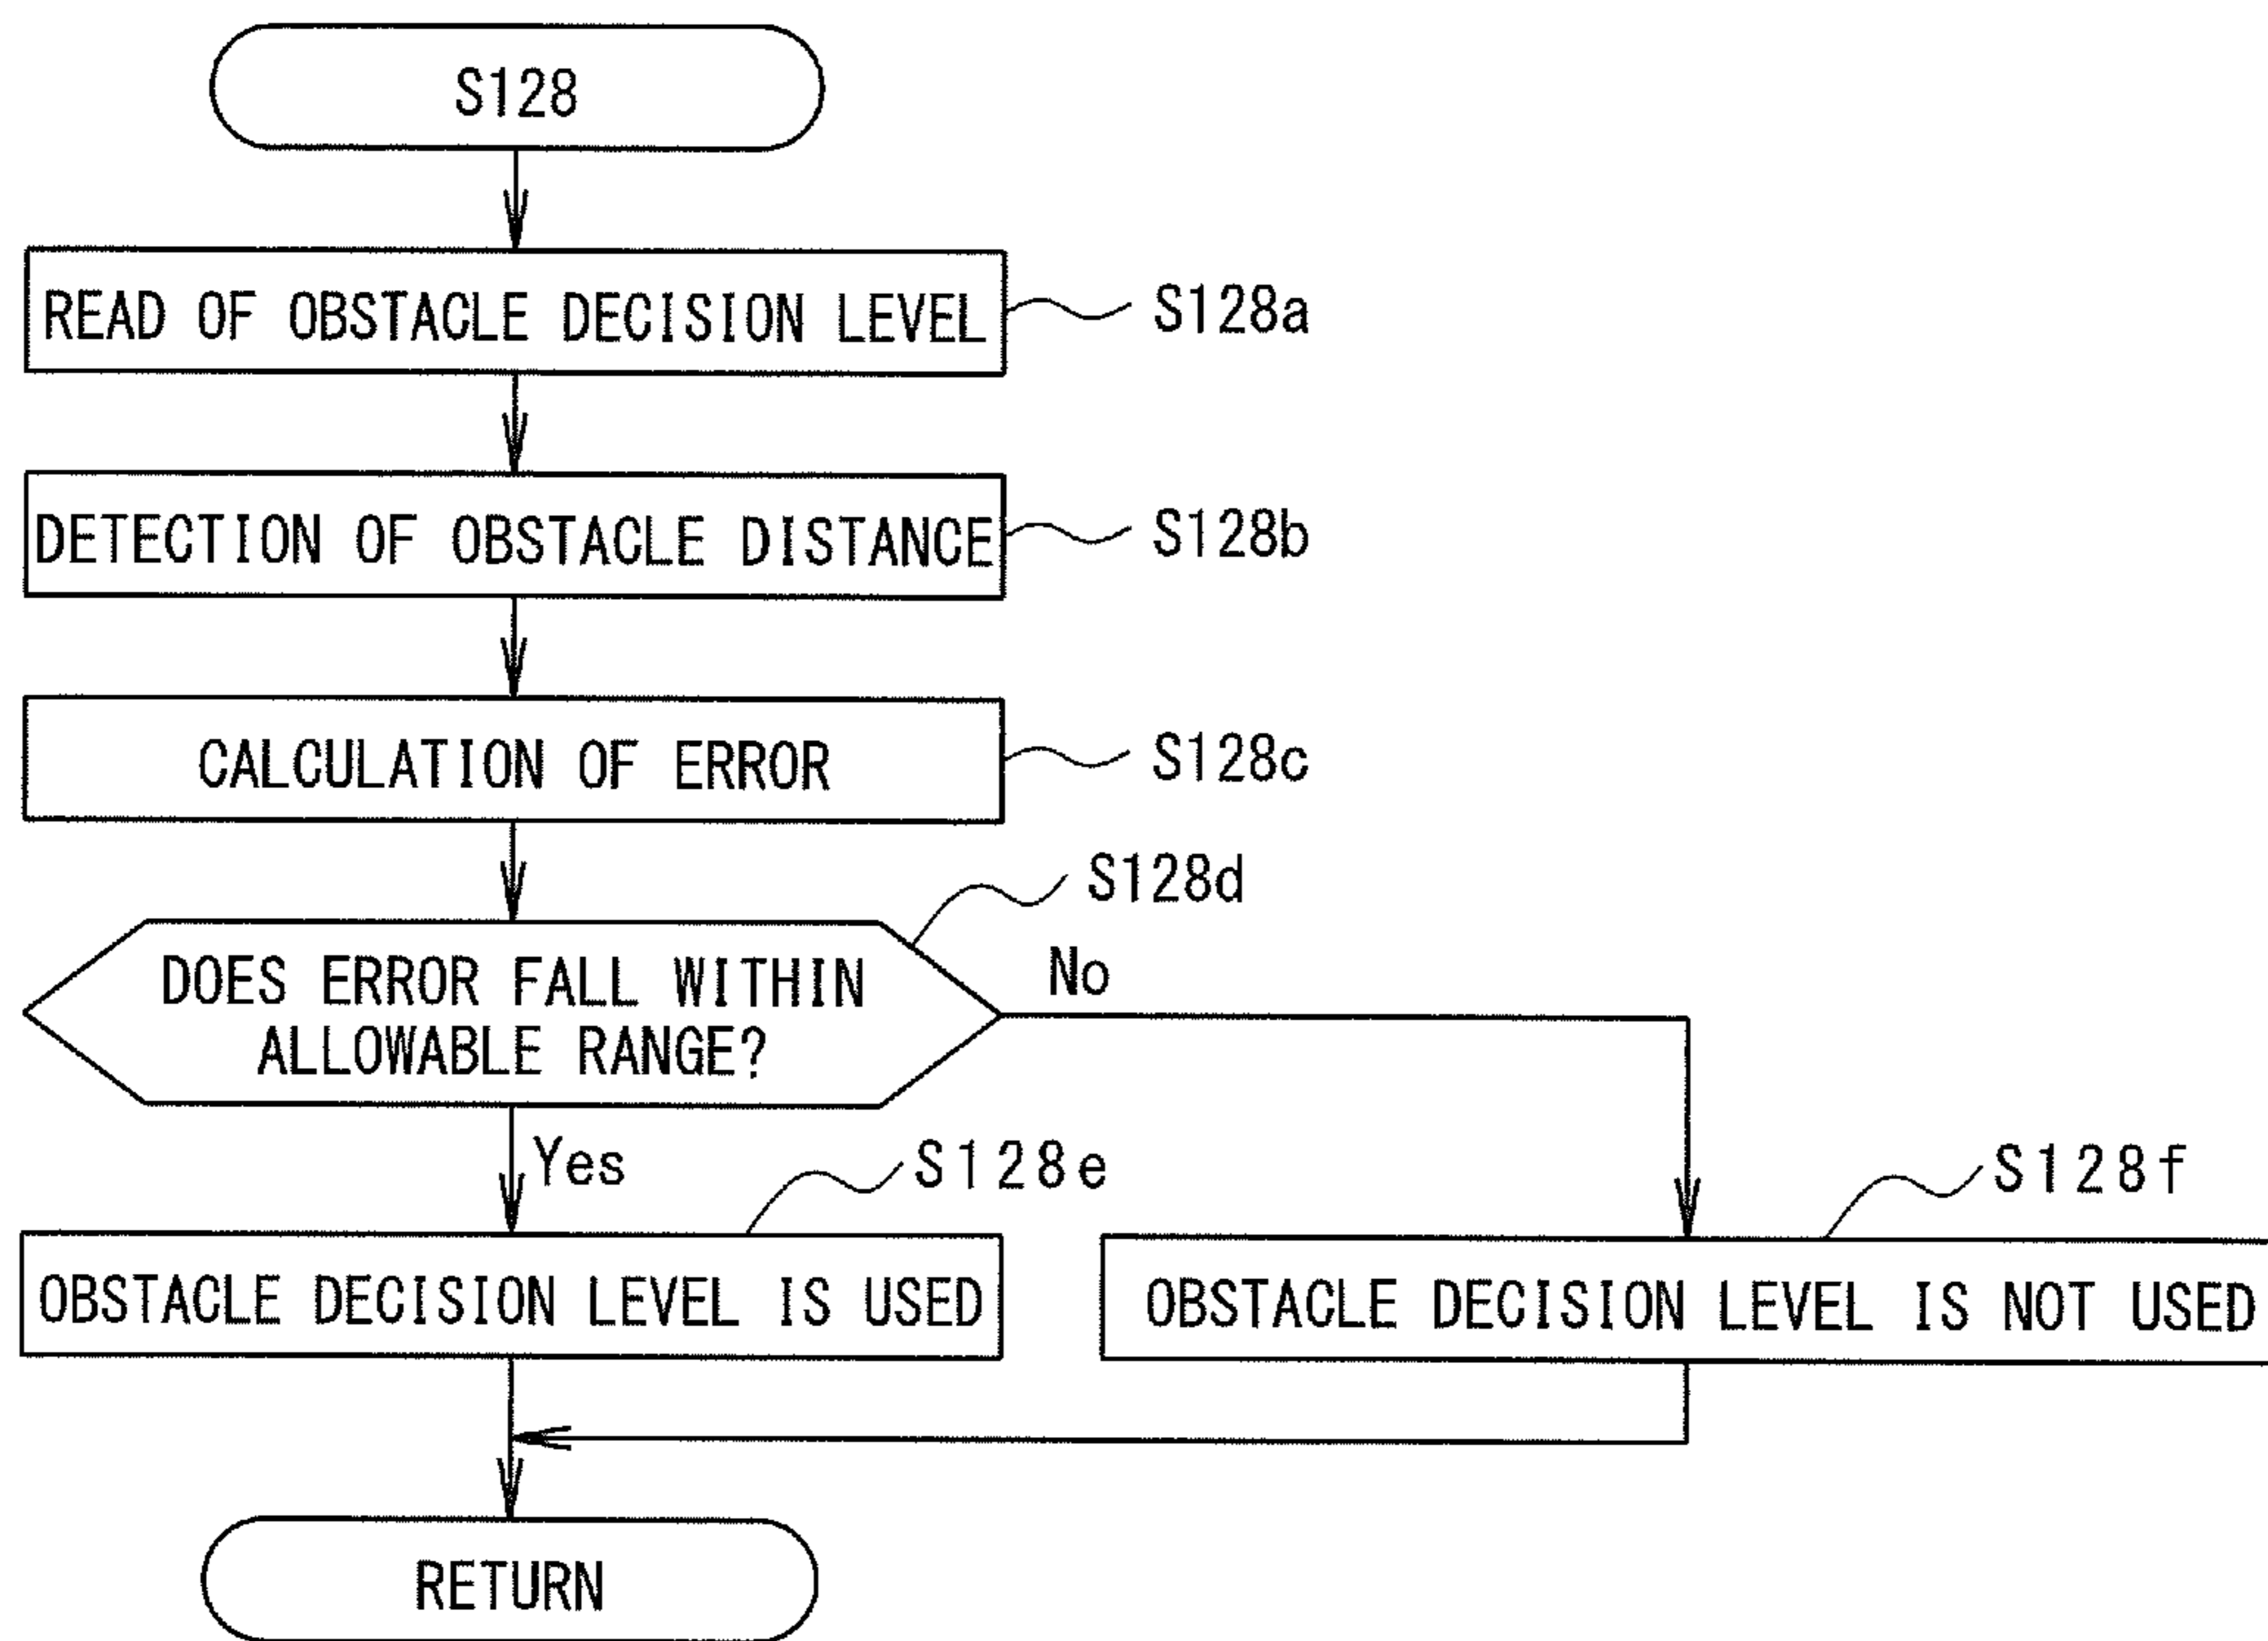 S128
READ OF OBSTACLE DECISION LEVEL
S128a
DETECTION OF OBSTACLE DISTANCE
S128b
CALCULATION OF ERROR
S128c
S128d
DOES ERROR FALL WITHIN
ALLOWABLE RANGE?
No
Yes
S128e
S128f
OBSTACLE DECISION LEVEL IS USED
OBSTACLE DECISION LEVEL IS NOT USED
RETURN